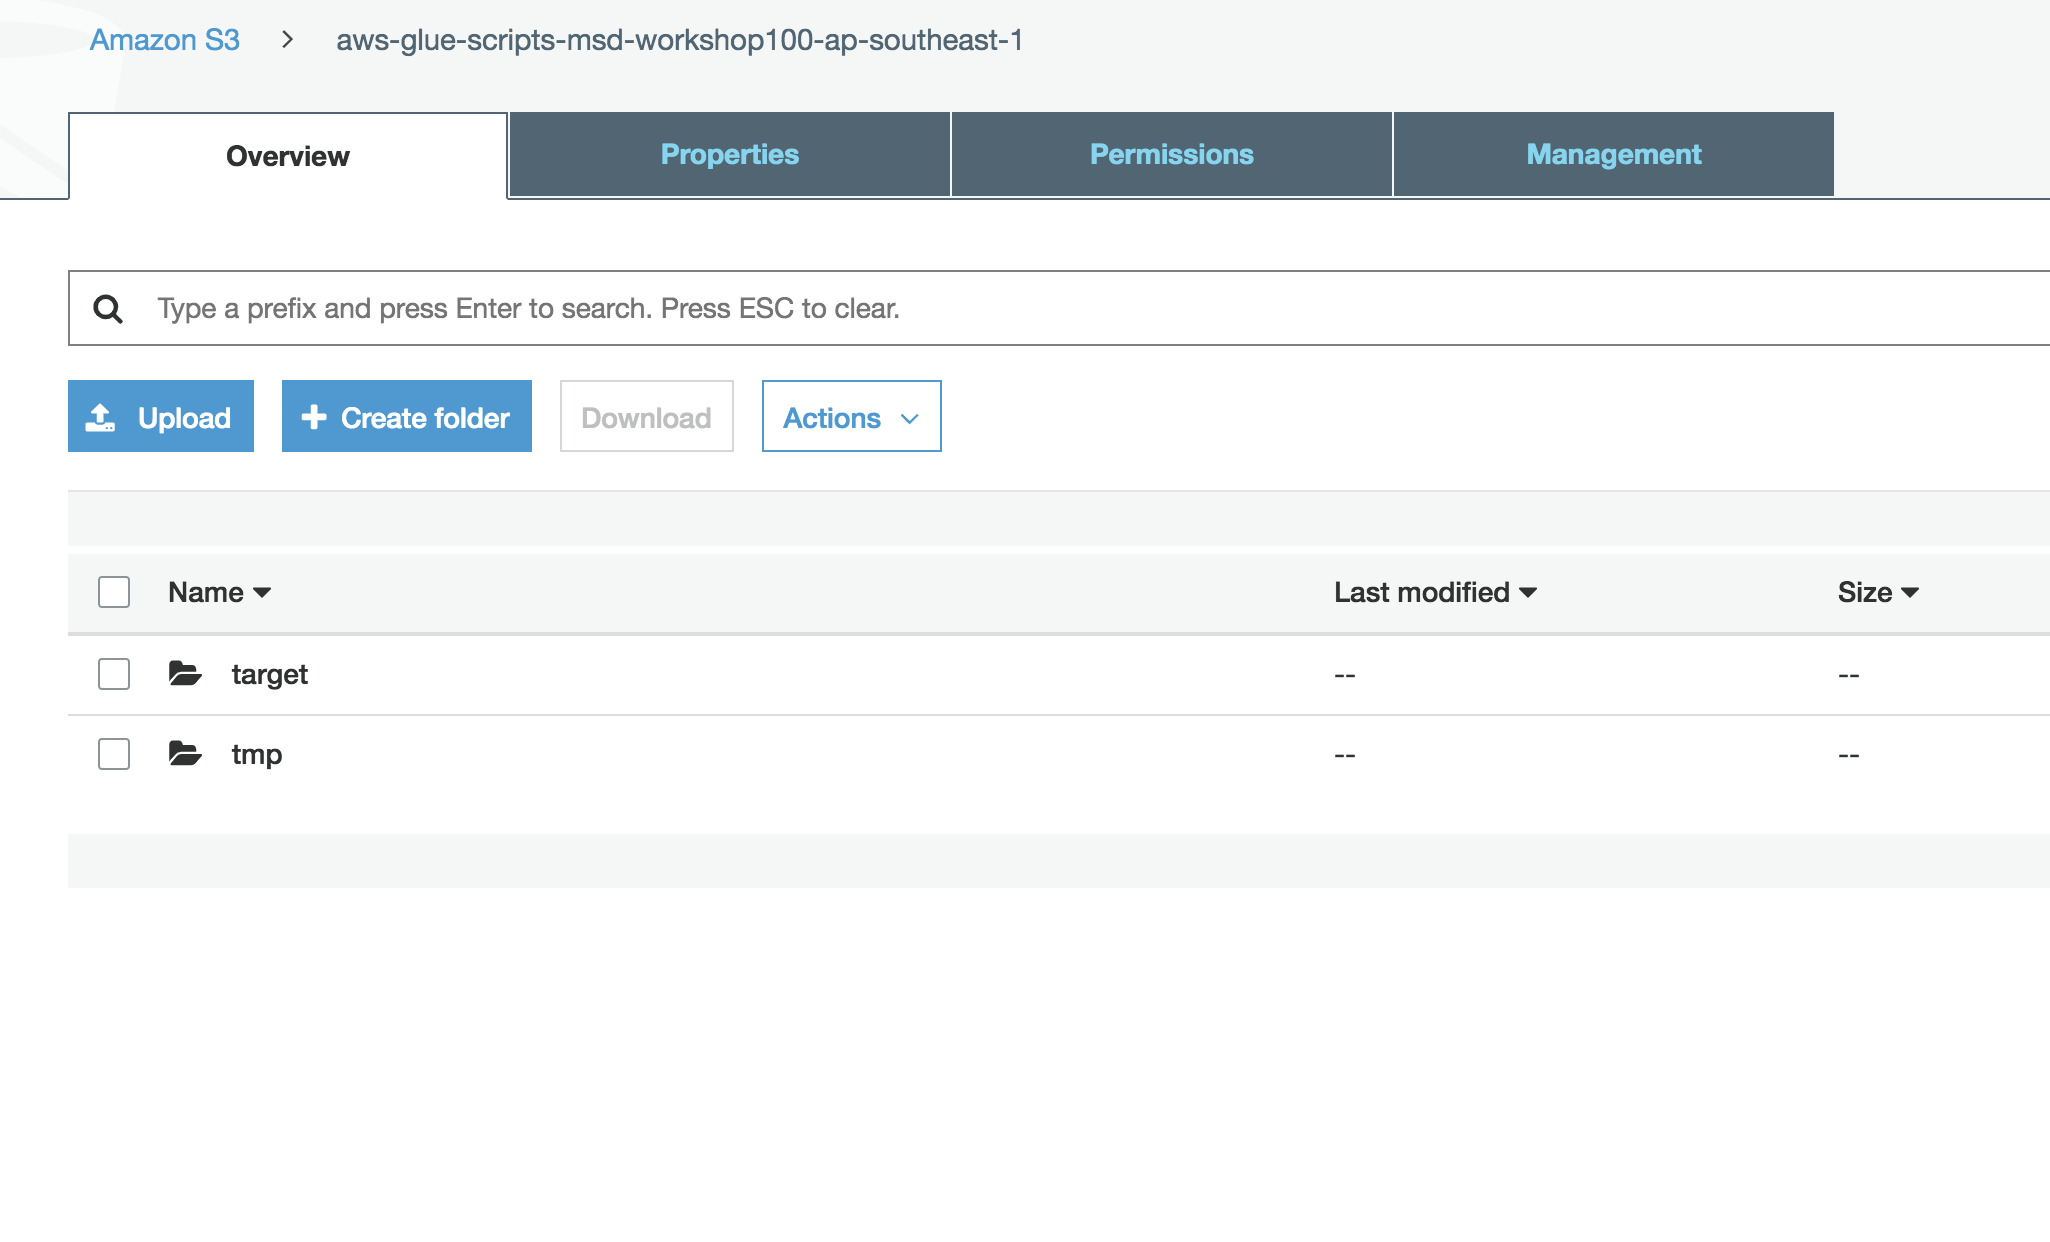 Amazon S3 > aws-glue-scripts-msd-workshop100-ap-southeast-1
Overview Properties Permissions Management
Type a prefix and press Enter to search. Press ESC to clear.
Upload Create folder Download Actions
Name Last modified Size
target -- --
tmp -- --